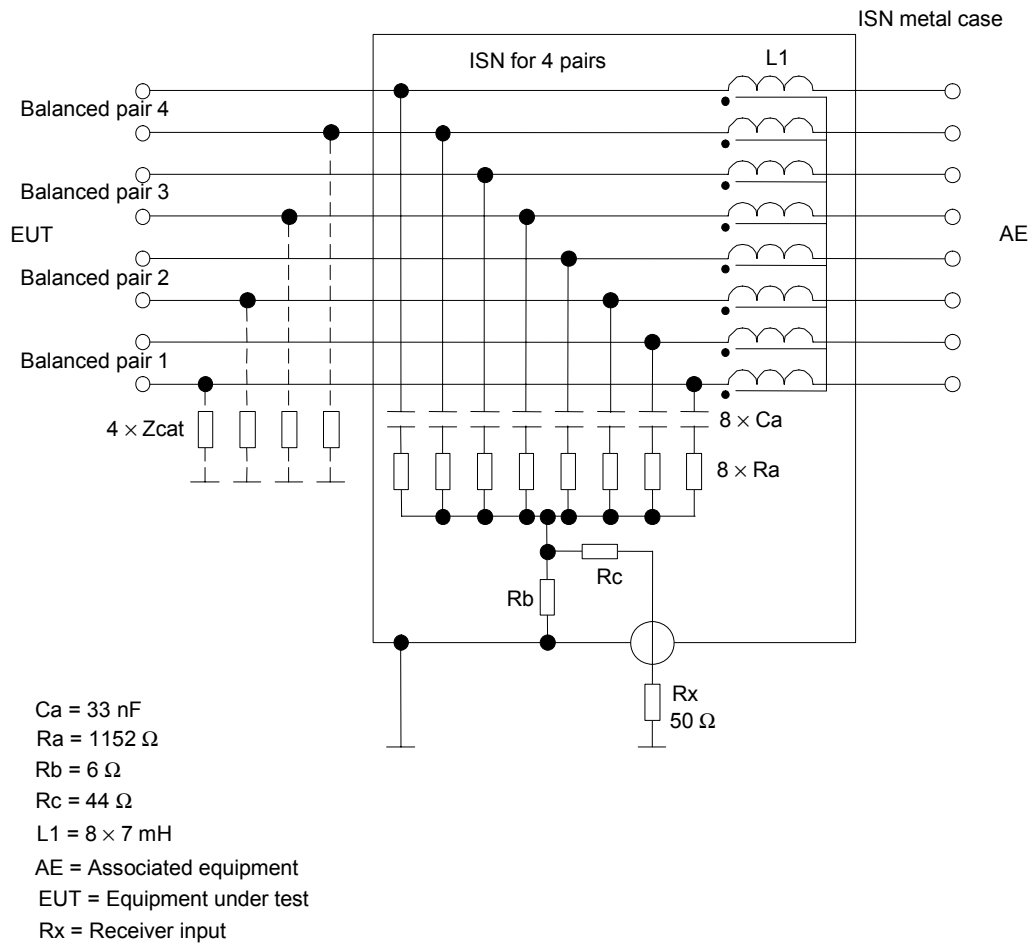 ISN metal case
ISN for 4 pairs
L1
Balanced pair 4
Balanced pair 3
EUT
AE
Balanced pair 2
Balanced pair 1
4 × Zcat
8 × Ca
8 × Ra
Rc
Rb
Rx
50 Ω
Ca = 33 nF
Ra = 1152 Ω
Rb = 6 Ω
Rc = 44 Ω
L1 = 8 × 7 mH
AE = Associated equipment
EUT = Equipment under test
Rx = Receiver input